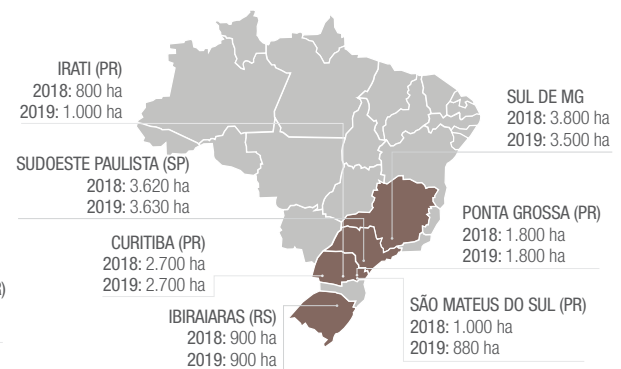 IRATI (PR)
2018: 800 ha
2019: 1.000 ha
SUL DE MG
2018: 3.800 ha
2019: 3.500 ha
SUDOESTE PAULISTA (SP)
2018: 3.620 ha
2019: 3.630 ha
PONTA GROSSA (PR)
2018: 1.800 ha
2019: 1.800 ha
CURITIBA (PR)
2018: 2.700 ha
2019: 2.700 ha
)
SÃO MATEUS DO SUL (PR)
2018: 1.000 ha
2019: 880 ha
IBIRAIARAS (RS)
2018: 900 ha
2019: 900 ha